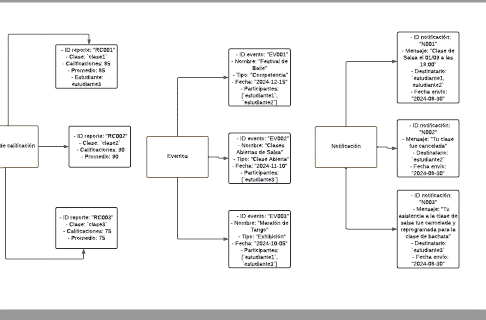 de calificación
- ID reporte: "RC001"
- Clase: `clase1`
- Calificaciones: 85
- Promedio: 85
- Estudiante:
estudiante3
- ID reporte: "RC002"
- Clase: `clase2`
- Calificaciones: 90
- Promedio: 90
- ID reporte: "RC003"
- Clase: `clase3`
- Calificaciones: 75
- Promedio: 75
Eventos
- ID evento: "EV001"
- Nombre: "Festival de
Baile"
- Tipo: "Competencia"
- Fecha: "2024-12-15"
- Participantes:
[`estudiante1`,
`estudiante2`]
- ID evento: "EV002"
- Nombre: "Clases
Abiertas de Salsa"
- Tipo: "Clase Abierta"
- Fecha: "2024-11-10"
- Participantes:
[`estudiante3`]
- ID evento: "EV003"
- Nombre: "Maratón de
Tango"
- Tipo: "Exhibición"
- Fecha: "2024-10-05"
- Participantes:
[`estudiante1`,
`estudiante3`]
Notificación
- ID notificación:
"N001"
- Mensaje: "Clase de
Salsa el 01/09 a las
18:00"
- Destinatario:
`estudiante1,
estudiante2`
- Fecha envío:
"2024-08-30"
- ID notificación:
"N002"
- Mensaje: "Tu clase
fue cancelada"
- Destinatario:
`estudiante2`
- Fecha envío:
"2024-08-30"
- ID notificación:
"N003"
- Mensaje: "Tu
asistencia a la clase de
salsa fue cancelada y
reprogramada para la
clase de bachata"
- Destinatario:
`estudiante3`
- Fecha envío:
"2024-08-30"